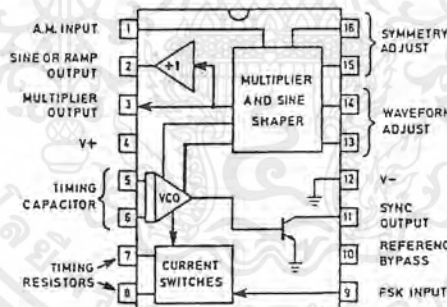 A.M. INPUT
1
16
SYMMETRY
ADJUST
SINE OR RAMP
OUTPUT
2
÷1
15
MULTIPLIER
AND SINE
SHAPER
MULTIPLIER
OUTPUT
3
14
WAVEFORM
ADJUST
V+
4
13
TIMING
CAPACITOR
5
VCO
12
V-
6
11
SYNC
OUTPUT
7
10
REFERENCE
BYPASS
TIMING
RESISTORS
8
CURRENT
SWITCHES
9
FSK INPUT